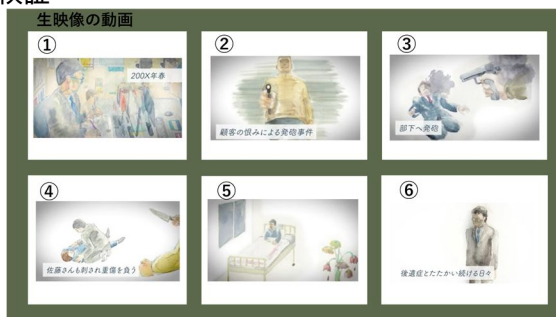 検証
生映像の動画
①
200X年春
②
顧客の恨みによる発砲事件
③
部下へ発砲
④
佐藤さんも刺され重傷を負う
⑤
⑥
後遺症とたたかい続ける日々